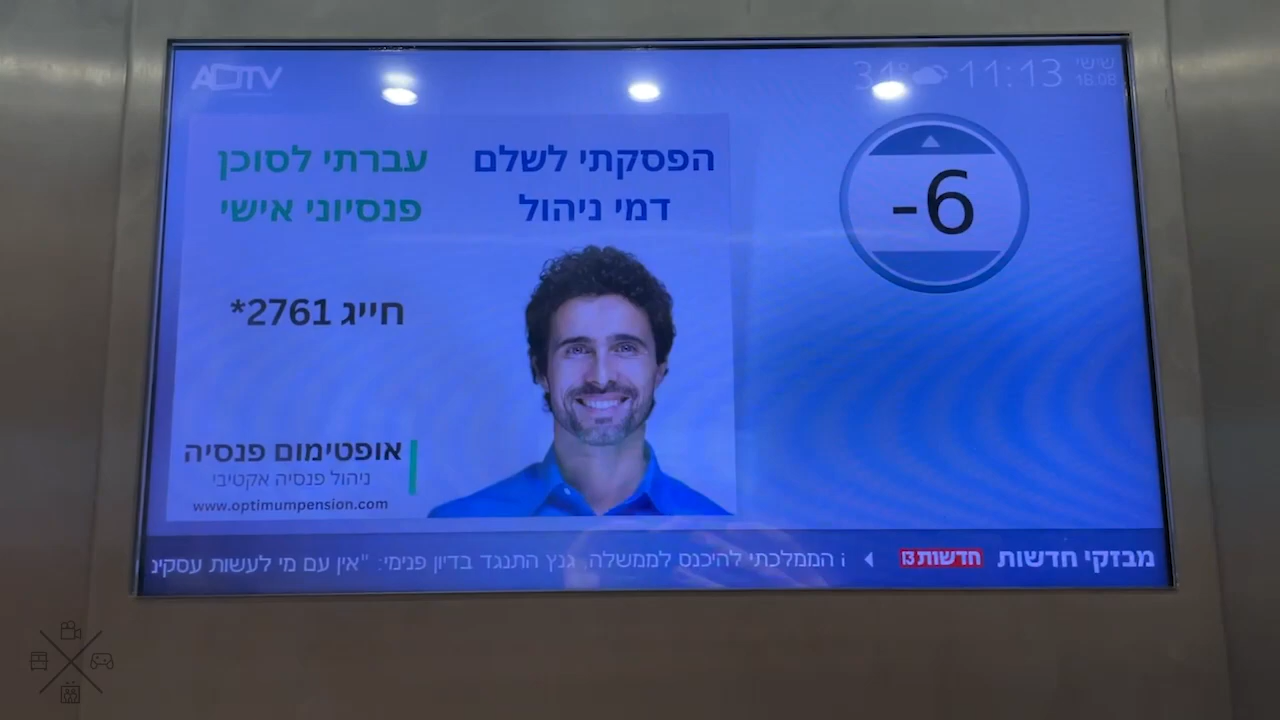 ADTV
31° 11:13 שישי
18.08
הפסקתי לשלם
דמי ניהול
עברתי לסוכן
פנסיוני אישי
חייג 2761*
אופטימום פנסיה
ניהול פנסיה אקטיבי
www.optimumpension.com
-6
מבזקי חדשות חדשות 13 הממלכתי להיכנס לממשלה, גנץ התנגד בדיון פנימי: "אין עם מי לעשות עסקינ